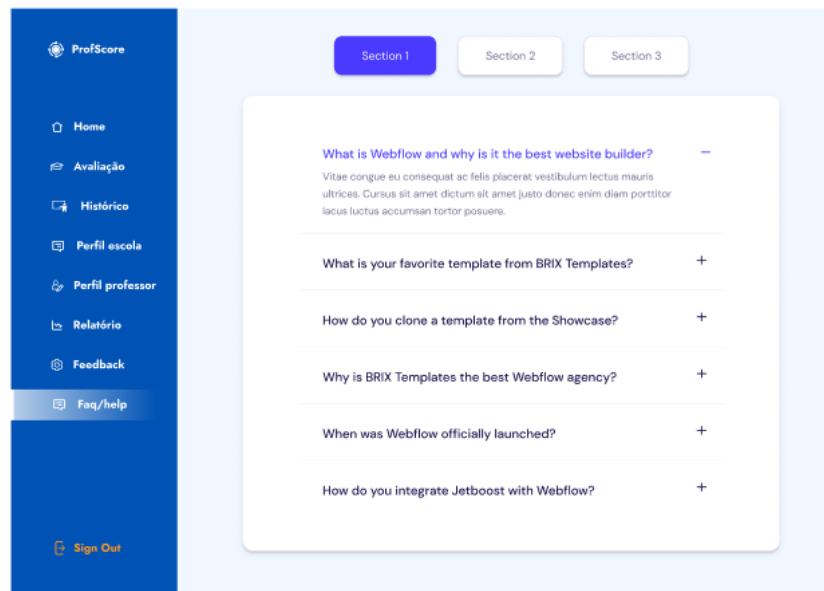 ProfScore
Home
Avaliação
Histórico
Perfil escola
Perfil professor
Relatório
Feedback
Faq/help
Sign Out
Section 1
Section 2
Section 3
What is Webflow and why is it the best website builder?
Vitae congue eu consequat ac felis placerat vestibulum lectus mauris
ultrices. Cursus sit amet dictum sit amet justo donec enim diam porttitor
lacus luctus accumsan tortor posuere.
What is your favorite template from BRIX Templates?
How do you clone a template from the Showcase?
Why is BRIX Templates the best Webflow agency?
When was Webflow officially launched?
How do you integrate Jetboost with Webflow?